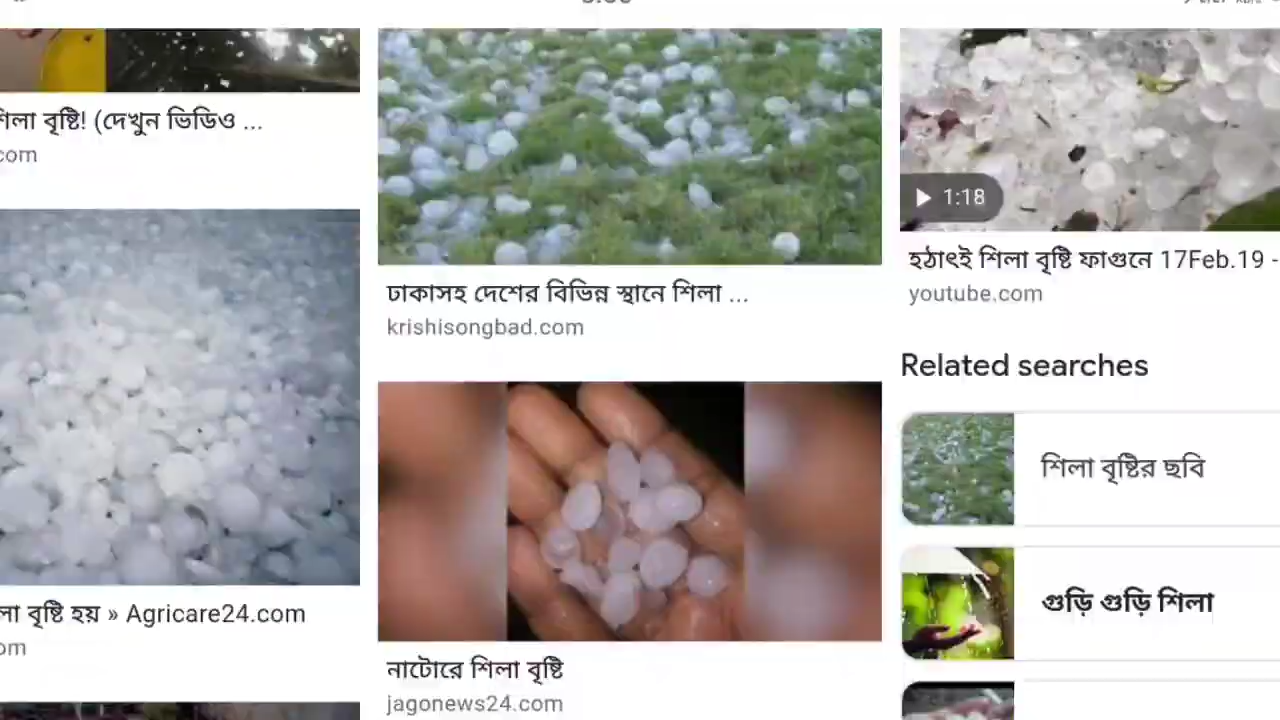 শিলা বৃষ্টি! (দেখুন ভিডিও ...
com
লা বৃষ্টি হয় » Agricare24.com
om
ঢাকাসহ দেশের বিভিন্ন স্থানে শিলা ...
krishisongbad.com
নাটোরে শিলা বৃষ্টি
jagonews24.com
1:18
হঠাৎই শিলা বৃষ্টি ফাগুনে 17Feb.19 -
youtube.com
Related searches
শিলা বৃষ্টির ছবি
গুড়ি গুড়ি শিলা